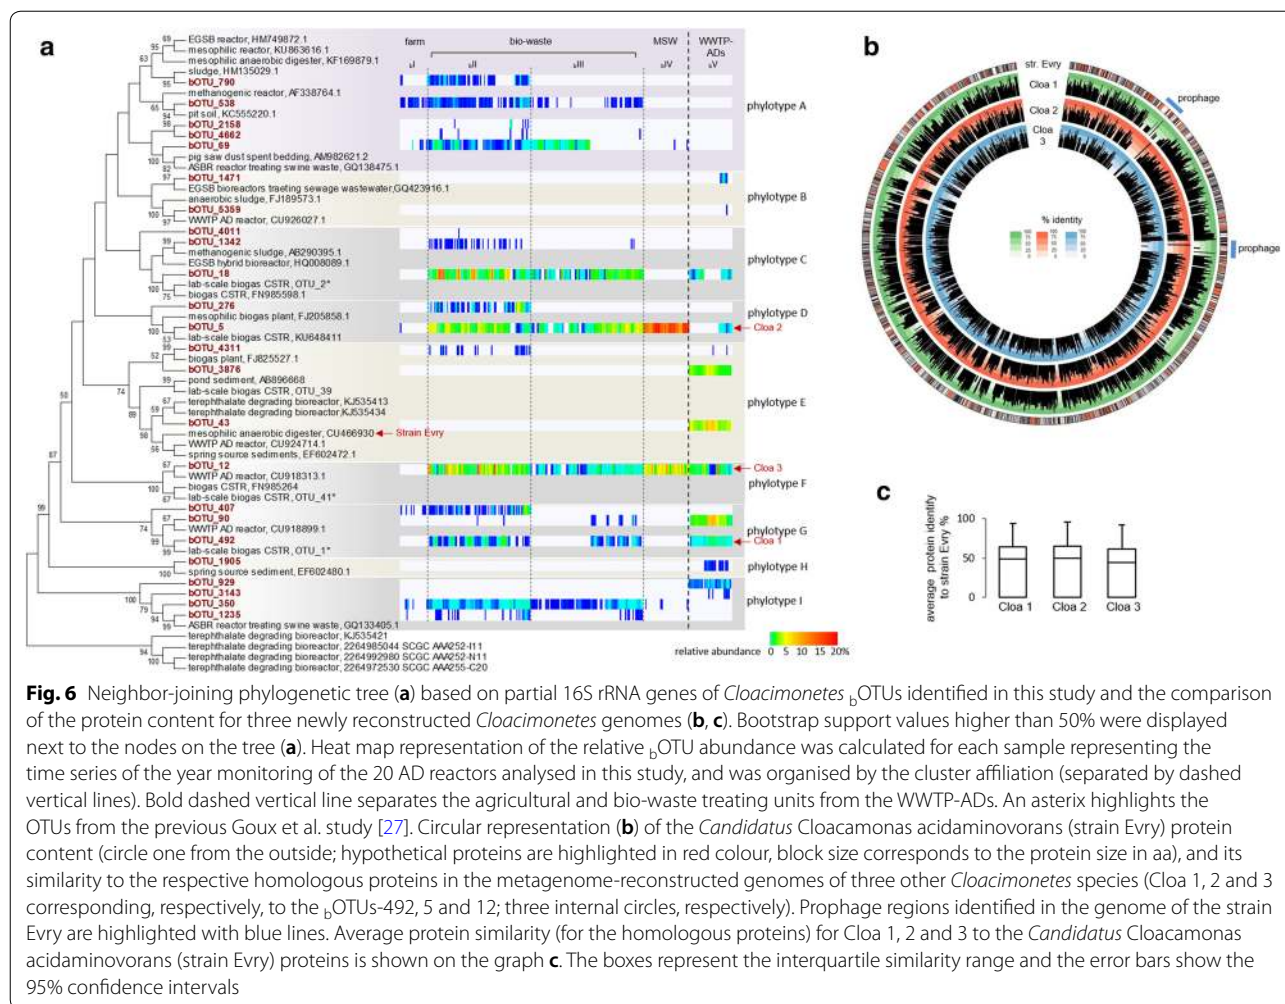 a
farm
bio-waste
MSW
WWTP-
ADs
µI
µII
µIII
µIV
µV
EGSB reactor, HM749872.1
mesophilic reactor, KU863616.1
mesophilic anaerobic digester, KF169879.1
sludge, HM135029.1
bOTU_790
methanogenic reactor, AF338764.1
bOTU_538
pit soil, KC555220.1
bOTU_2158
bOTU_4662
bOTU_69
pig saw dust spent bedding, AM982621.2
ASBR reactor treating swine waste, GQ138475.1
bOTU_1471
EGSB bioreactors traeting sewage wastewater,GQ423916.1
anaerobic sludge, FJ189573.1
bOTU_5359
WWTP AD reactor, CU926027.1
bOTU_4011
bOTU_1342
methanogenic sludge, AB290395.1
EGSB hybrid bioreactor, HQ008089.1
bOTU_18
lab-scale biogas CSTR, OTU_2*
biogas CSTR, FN985598.1
bOTU_276
mesophilic biogas plant, FJ205858.1
bOTU_5
lab-scale biogas CSTR, KU648411
bOTU_4311
biogas plant, FJ825527.1
bOTU_3876
pond sediment, AB896668
lab-scale biogas CSTR, OTU_39
terephthalate degrading bioreactor, KJ535413
terephthalate degrading bioreactor,KJ535434
bOTU_43
mesophilic anaerobic digester, CU466930
Strain Evry
WWTP AD reactor, CU924714.1
spring source sediments, EF602472.1
bOTU_12
WWTP AD reactor, CU918313.1
biogas CSTR, FN985264
lab-scale biogas CSTR, OTU_41*
bOTU_407
bOTU_90
WWTP AD reactor, CU918899.1
bOTU_492
lab-scale biogas CSTR, OTU_1*
bOTU_1905
spring source sediment, EF602480.1
bOTU_929
bOTU_3143
bOTU_350
bOTU_1235
ASBR reactor treating swine waste, GQ133405.1
terephthalate degrading bioreactor, KJ535421
terephthalate degrading bioreactor, 2264985044 SCGC AAA252-I11
terephthalate degrading bioreactor, 2264992980 SCGC AAA252-N11
terephthalate degrading bioreactor, 2264972530 SCGC AAA255-C20
phylotype A
phylotype B
phylotype C
phylotype D
Cloa 2
phylotype E
Cloa 3
phylotype F
phylotype G
Cloa 1
phylotype H
phylotype I
relative abundance
0 5 10 15 20%
b
str. Evry
Cloa 1
Cloa 2
Cloa
3
prophage
prophage
% identity
100 100 100
75 75 75
50 50 50
25 25 25
0 0 0
c
average protein identity
to strain Evry %
100
50
0
Cloa 1 Cloa 2 Cloa 3
Fig. 6 Neighbor-joining phylogenetic tree (a) based on partial 16S rRNA genes of Cloacimonetes bOTUs identified in this study and the comparison
of the protein content for three newly reconstructed Cloacimonetes genomes (b, c). Bootstrap support values higher than 50% were displayed
next to the nodes on the tree (a). Heat map representation of the relative bOTU abundance was calculated for each sample representing the
time series of the year monitoring of the 20 AD reactors analysed in this study, and was organised by the cluster affiliation (separated by dashed
vertical lines). Bold dashed vertical line separates the agricultural and bio-waste treating units from the WWTP-ADs. An asterix highlights the
OTUs from the previous Goux et al. study [27]. Circular representation (b) of the Candidatus Cloacamonas acidaminovorans (strain Evry) protein
content (circle one from the outside; hypothetical proteins are highlighted in red colour, block size corresponds to the protein size in aa), and its
similarity to the respective homologous proteins in the metagenome-reconstructed genomes of three other Cloacimonetes species (Cloa 1, 2 and 3
corresponding, respectively, to the bOTUs-492, 5 and 12; three internal circles, respectively). Prophage regions identified in the genome of the strain
Evry are highlighted with blue lines. Average protein similarity (for the homologous proteins) for Cloa 1, 2 and 3 to the Candidatus Cloacamonas
acidaminovorans (strain Evry) proteins is shown on the graph c. The boxes represent the interquartile similarity range and the error bars show the
95% confidence intervals